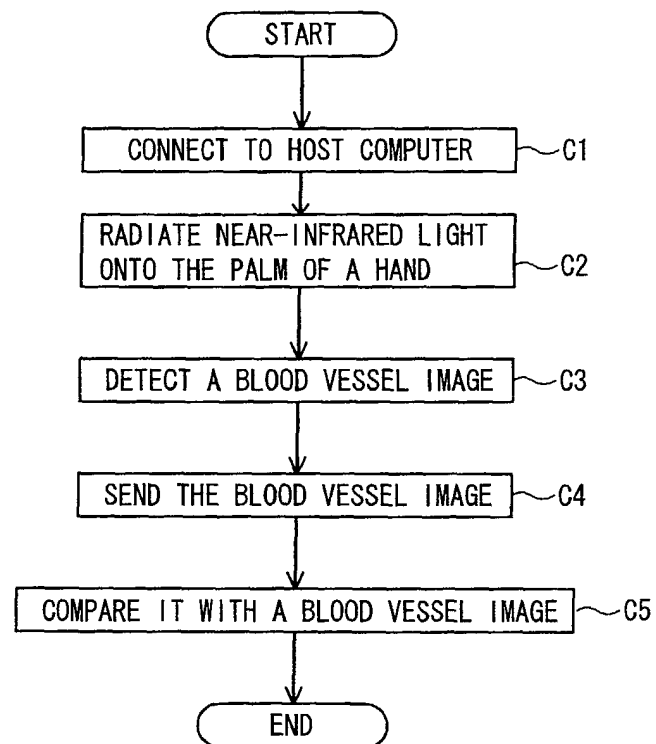 START
CONNECT TO HOST COMPUTER C1
RADIATE NEAR-INFRARED LIGHT
ONTO THE PALM OF A HAND C2
DETECT A BLOOD VESSEL IMAGE C3
SEND THE BLOOD VESSEL IMAGE C4
COMPARE IT WITH A BLOOD VESSEL IMAGE C5
END